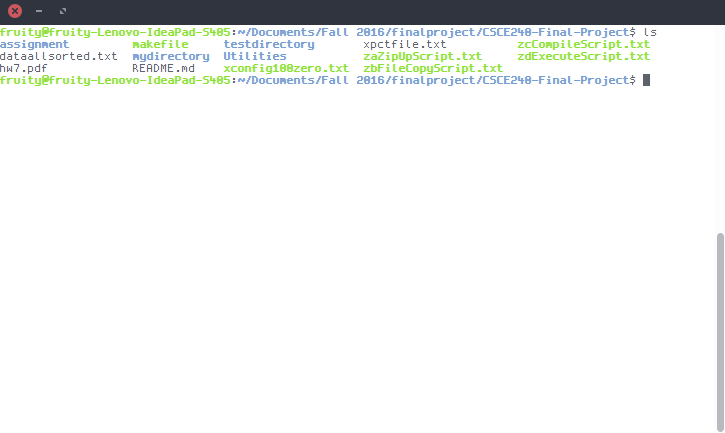 fruity@fruity-Lenovo-IdeaPad-S405:~/Documents/Fall 2016/finalproject/CSCE240-Final-Project$ ls
assignment makefile testdirectory xpctfile.txt zcCompileScript.txt
dataallsorted.txt mydirectory Utilities zaZipUpScript.txt zdExecuteScript.txt
hw7.pdf README.md xconfig100zero.txt zbFileCopyScript.txt
fruity@fruity-Lenovo-IdeaPad-S405:~/Documents/Fall 2016/finalproject/CSCE240-Final-Project$